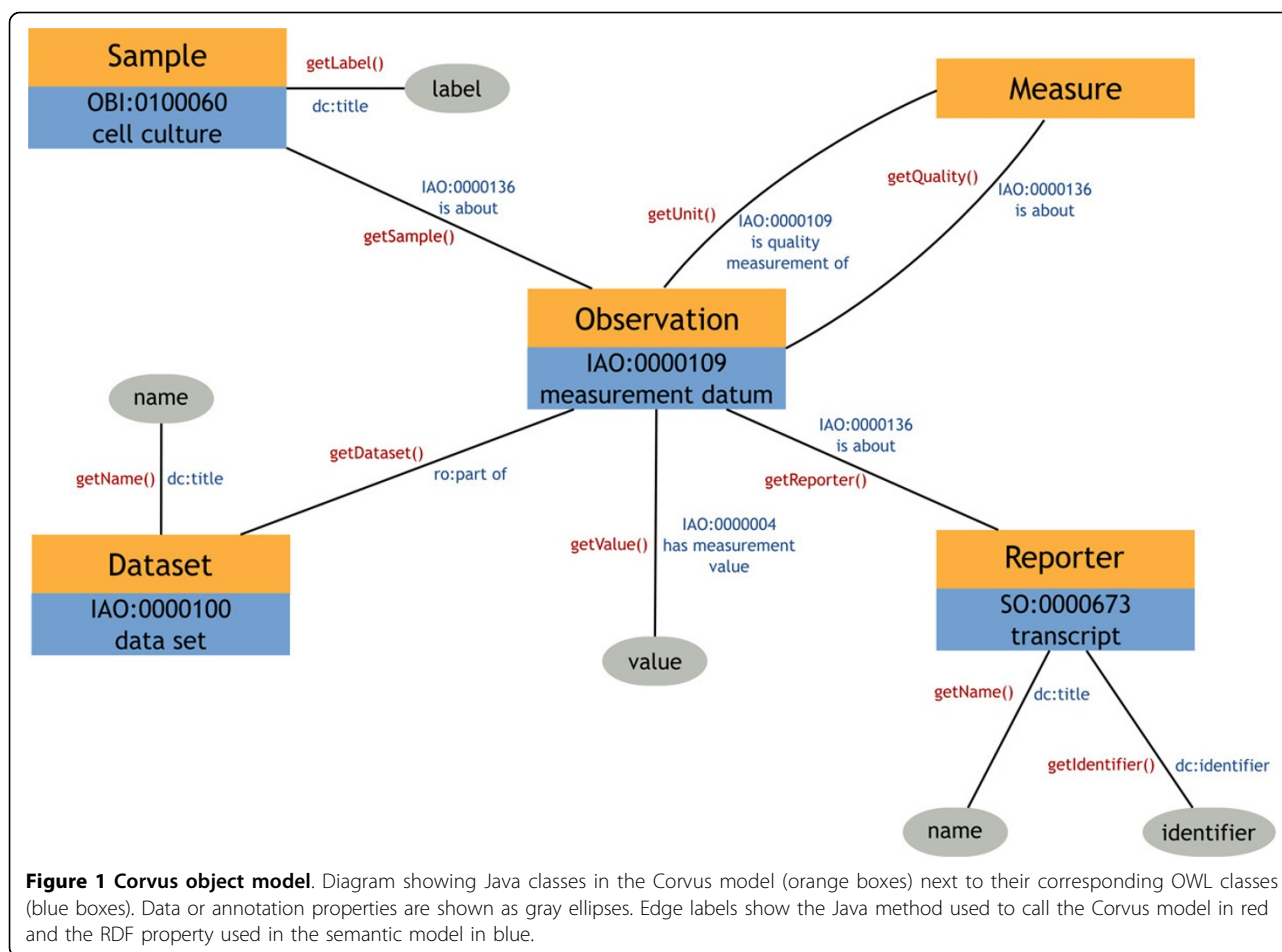 Sample
OBI:0100060
cell culture
getLabel()
dc:title
label
Measure
IAO:0000136
is about
getSample()
getQuality()
IAO:0000136
is about
getUnit()
IAO:0000109
is quality
measurement of
Observation
IAO:0000109
measurement datum
name
getName()
dc:title
getDataset()
ro:part of
IAO:0000136
is about
getReporter()
getValue()
IAO:0000004
has measurement
value
Dataset
IAO:0000100
data set
Reporter
SO:0000673
transcript
value
getName()
dc:title
getIdentifier()
dc:identifier
name
identifier
Figure 1 Corvus object model. Diagram showing Java classes in the Corvus model (orange boxes) next to their corresponding OWL classes
(blue boxes). Data or annotation properties are shown as gray ellipses. Edge labels show the Java method used to call the Corvus model in red
and the RDF property used in the semantic model in blue.